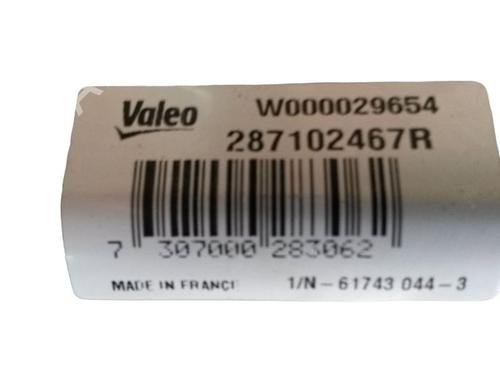 Valeo W000029654
287102467R
7 307000 283062
MADE IN FRANCE 1/N-61743 044-3